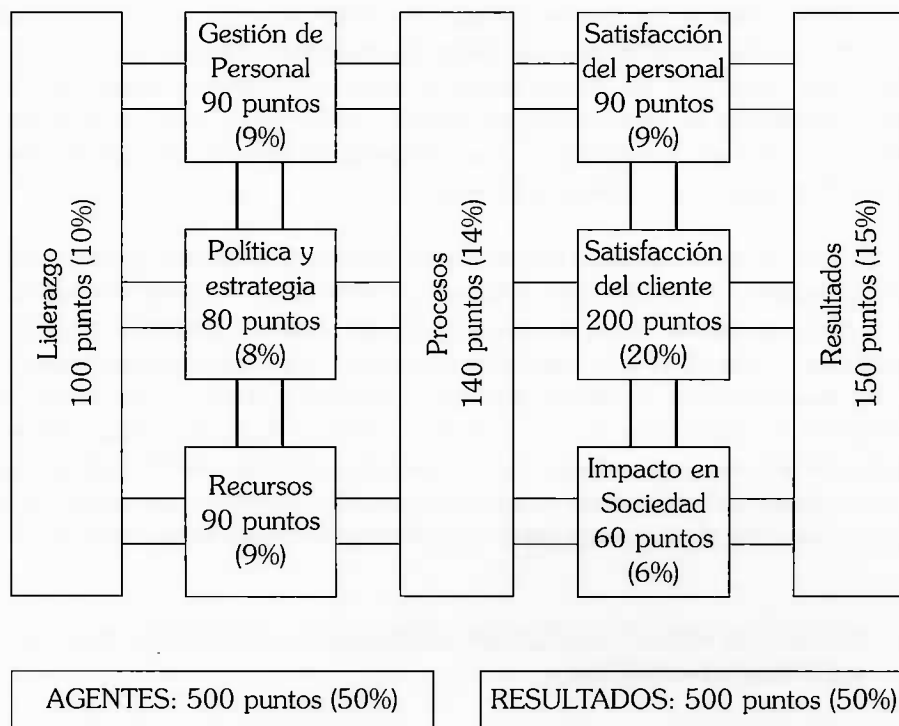 Gestión de
Personal
90 puntos
(9%)
Satisfacción
del personal
90 puntos
(9%)
Liderazgo
100 puntos (10%)
Política y
estrategia
80 puntos
(8%)
Procesos
140 puntos (14%)
Satisfacción
del cliente
200 puntos
(20%)
Resultados
150 puntos (15%)
Recursos
90 puntos
(9%)
Impacto en
Sociedad
60 puntos
(6%)
AGENTES: 500 puntos (50%)
RESULTADOS: 500 puntos (50%)